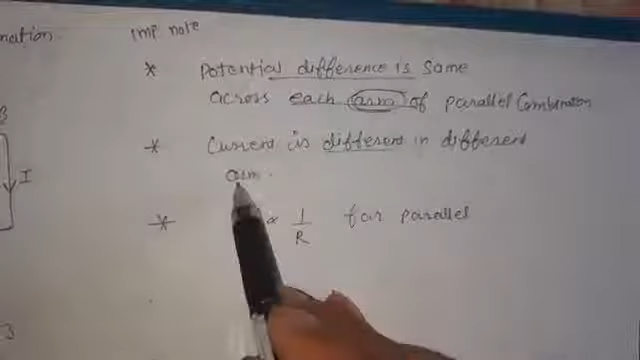 nation
Imp note
* Potential difference is same
across each arm of parallel combination
B
* Current is different in different
I
arm.
* ∝ 1/R for parallel
3